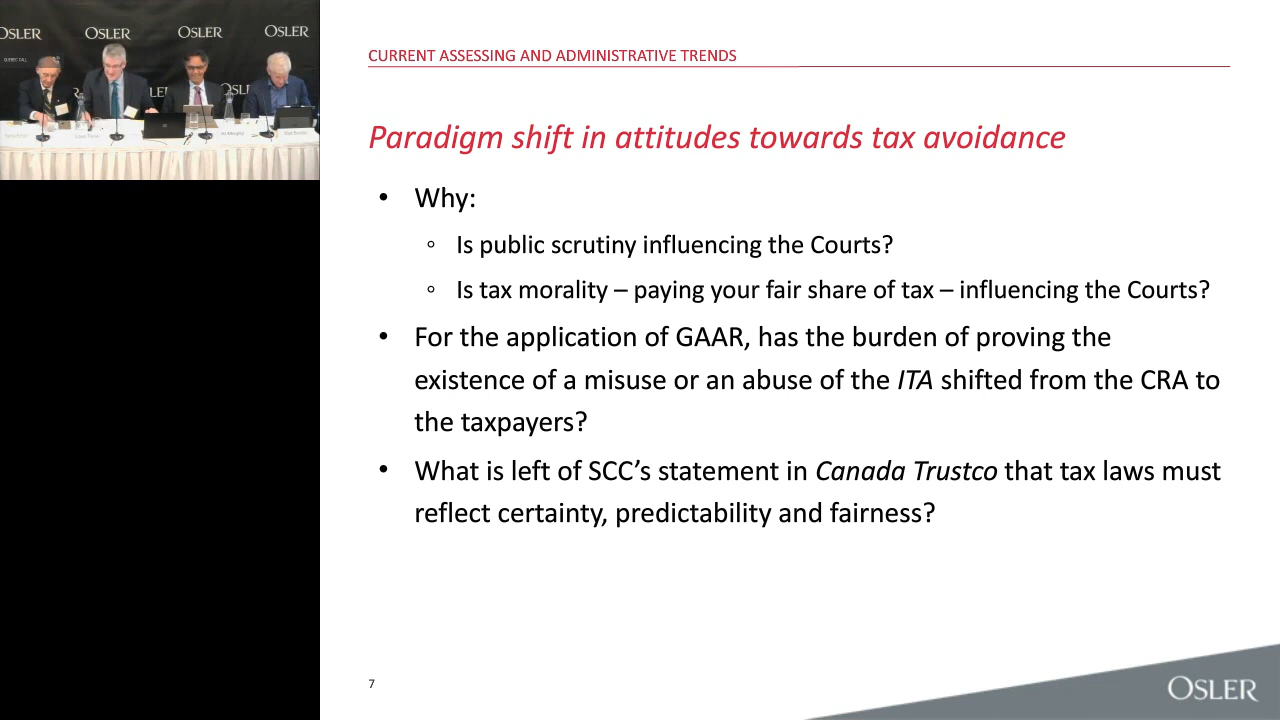 OSLER
OSLER
OSLER
OSLER
CURRENT ASSESSING AND ADMINISTRATIVE TRENDS
Paradigm shift in attitudes towards tax avoidance
• Why:
◦ Is public scrutiny influencing the Courts?
◦ Is tax morality – paying your fair share of tax – influencing the Courts?
• For the application of GAAR, has the burden of proving the
existence of a misuse or an abuse of the ITA shifted from the CRA to
the taxpayers?
• What is left of SCC’s statement in Canada Trustco that tax laws must
reflect certainty, predictability and fairness?
7
OSLER